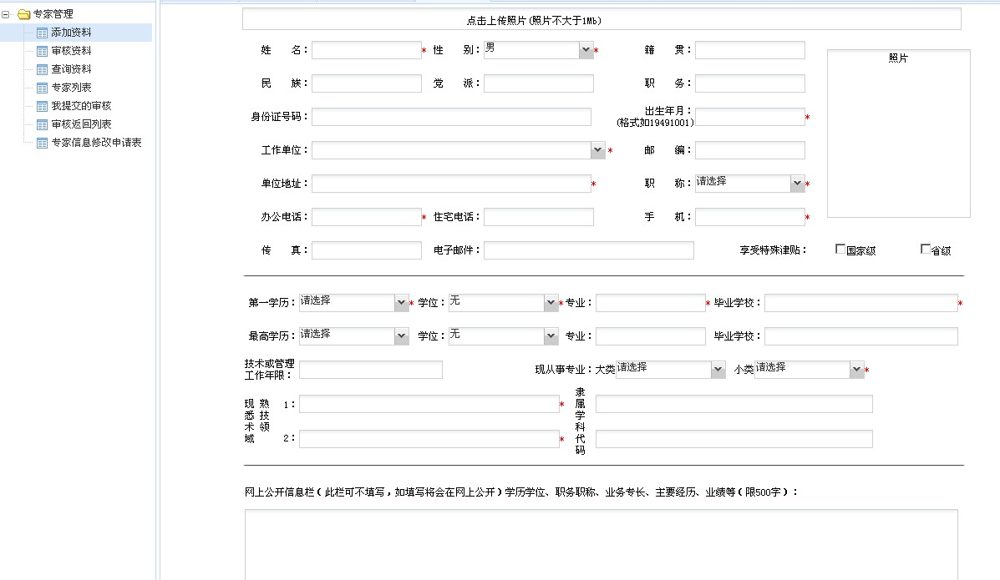 专家管理
添加资料
审核资料
查询资料
专家列表
我提交的审核
审核返回列表
专家信息修改申请表
点击上传照片(照片不大于1Mb)
姓 名： * 性 别：男 * 籍 贯：
照片
民 族： 党 派： 职 务：
身份证号码： 出生年月：
(格式如19491001) *
工作单位： * 邮 编：
单位地址： * 职 称：请选择 *
办公电话： * 住宅电话： 手 机： *
传 真： 电子邮件： 享受特殊津贴： 国家级 省级
第一学历：请选择 * 学位：无 * 专业： * 毕业学校： *
最高学历：请选择 学位：无 专业： 毕业学校：
技术或管理
工作年限：
现从事专业：大类 请选择 小类 请选择 *
现熟悉技术领域
1： *
2： *
隶属学科代码
网上公开信息栏(此栏可不填写，如填写将会在网上公开)学历学位、职务职称、业务专长、主要经历、业绩等(限500字)：